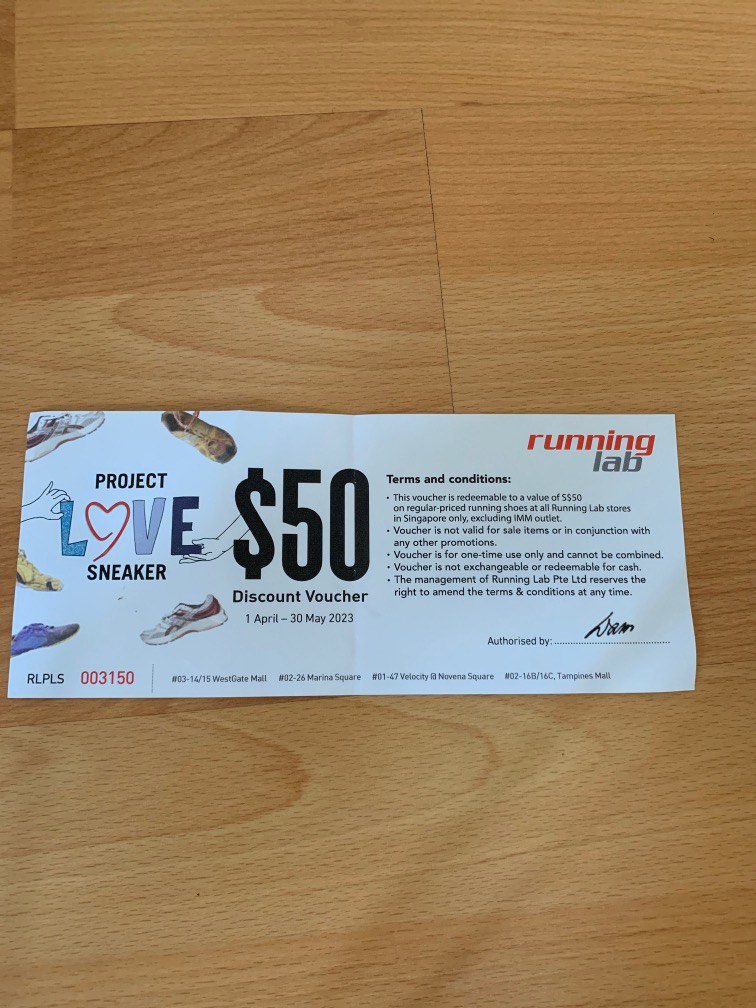 PROJECT
LOVE
SNEAKER
$50
Discount Voucher
1 April – 30 May 2023
running
lab
Terms and conditions:
• This voucher is redeemable to a value of S$50
on regular-priced running shoes at all Running Lab stores
in Singapore only, excluding IMM outlet.
• Voucher is not valid for sale items or in conjunction with
any other promotions.
• Voucher is for one-time use only and cannot be combined.
• Voucher is not exchangeable or redeemable for cash.
• The management of Running Lab Pte Ltd reserves the
right to amend the terms & conditions at any time.
Authorised by:
RLPLS 003150
#03-14/15 WestGate Mall #02-26 Marina Square #01-47 Velocity @ Novena Square #02-16B/16C, Tampines Mall